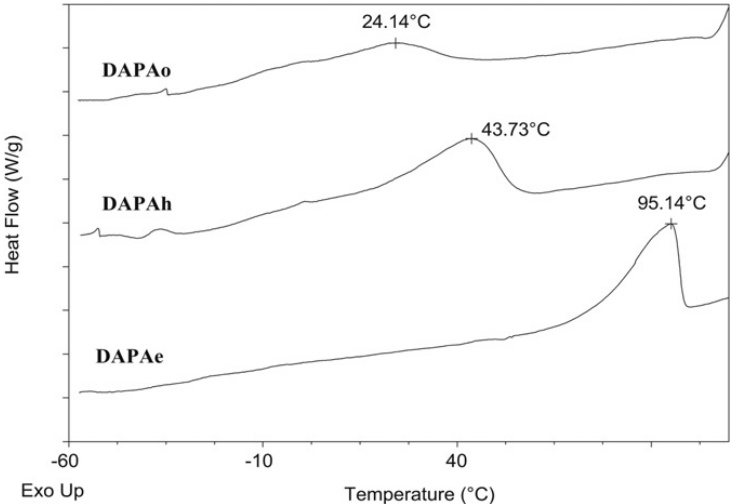 24.14°C
DAPAo
43.73°C
DAPAh
95.14°C
DAPAe
Heat Flow (W/g)
-60
-10
40
Exo Up
Temperature (°C)